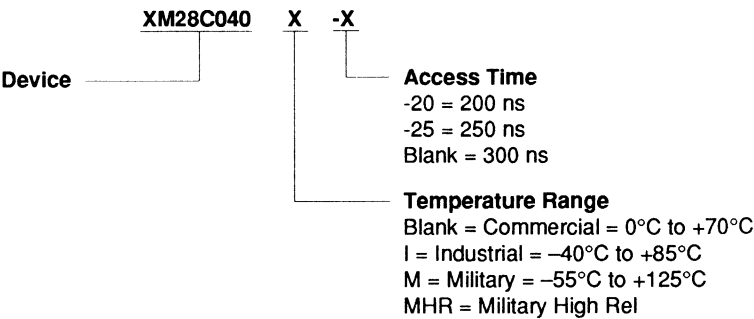 XM28C040 X -X
Device
Access Time
-20 = 200 ns
-25 = 250 ns
Blank = 300 ns
Temperature Range
Blank = Commercial = 0°C to +70°C
I = Industrial = –40°C to +85°C
M = Military = –55°C to +125°C
MHR = Military High Rel